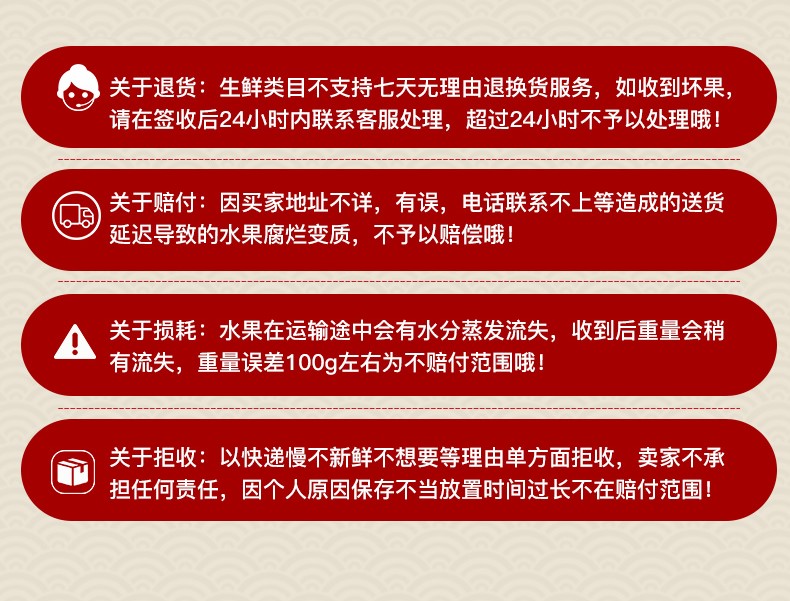 关于退货：生鲜类目不支持七天无理由退换货服务，如收到坏果，
请在签收后24小时内联系客服处理，超过24小时不予以处理哦！
关于赔付：因买家地址不详，有误，电话联系不上等造成的送货
延迟导致的水果腐烂变质，不予以赔偿哦！
关于损耗：水果在运输途中会有水分蒸发流失，收到后重量会稍
有流失，重量误差100g左右为不赔付范围哦！
关于拒收：以快递慢不新鲜不想要等理由单方面拒收，卖家不承
担任何责任，因个人原因保存不当放置时间过长不在赔付范围！